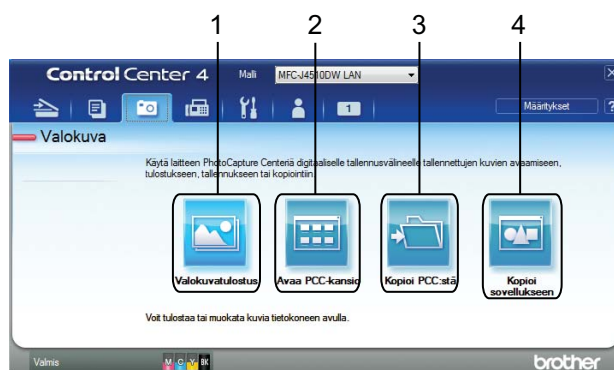 1 2 3 4
Control Center 4 Malli MFC-J4510DW LAN
1 Määritykset ?
Valokuva
Käytä laitteen PhotoCapture Centeriä digitaaliselle tallennusvälineelle tallennettujen kuvien avaamiseen,
tulostukseen, tallennukseen tai kopiointiin.
Valokuvatulostus Avaa PCC-kansio Kopioi PCC:stä Kopioi
sovellukseen
Voit tulostaa tai muokata kuvia tietokoneen avulla.
Valmis M C Y BK brother